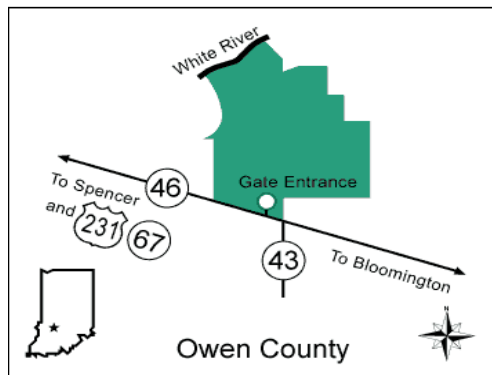 White River
Gate Entrance
46
To Spencer
and 231 67
43
To Bloomington
N
Owen County